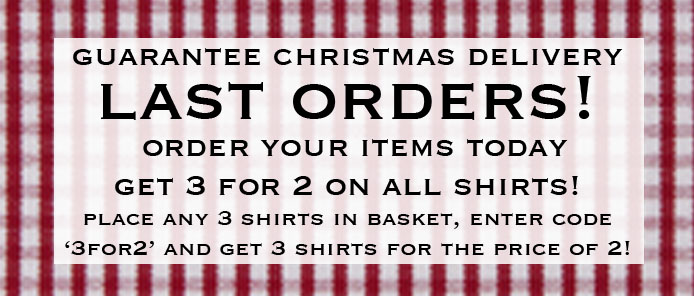 GUARANTEE CHRISTMAS DELIVERY
LAST ORDERS!
ORDER YOUR ITEMS TODAY
GET 3 FOR 2 ON ALL SHIRTS!
PLACE ANY 3 SHIRTS IN BASKET, ENTER CODE
‘3FOR2’ AND GET 3 SHIRTS FOR THE PRICE OF 2!